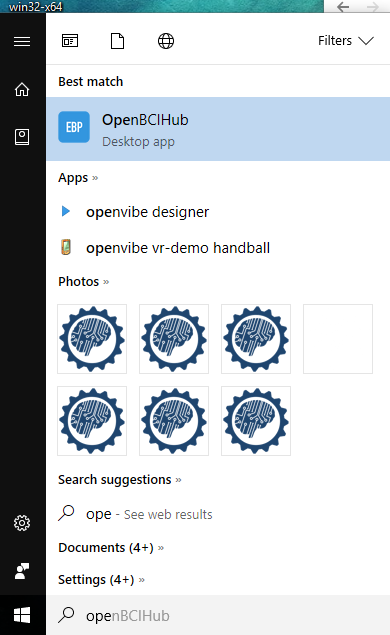 win32-x64
Filters
Best match
EBP
OpenBCIHub
Desktop app
Apps »
openvibe designer
openvibe vr-demo handball
Photos »
Search suggestions »
ope - See web results
Documents (4+) »
Settings (4+) »
openBCIHub